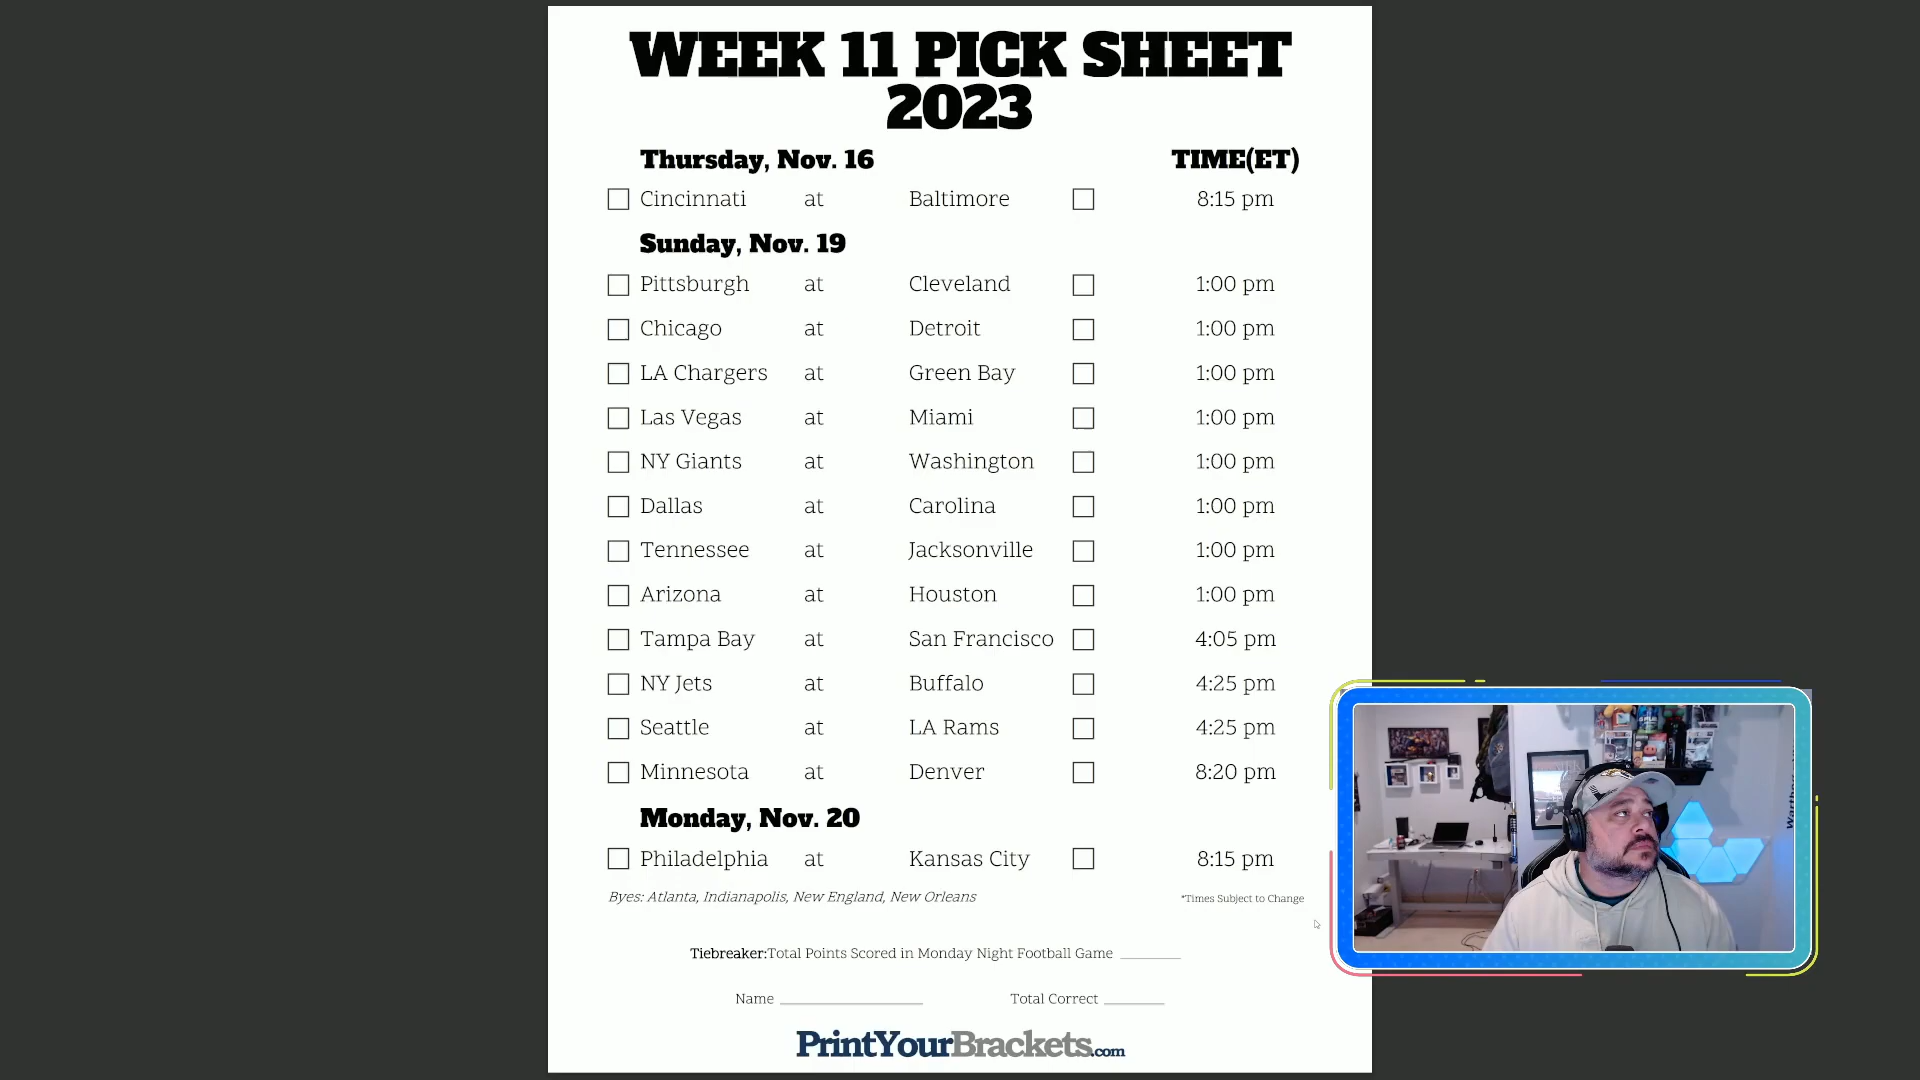 WEEK 11 PICK SHEET
2023
Thursday, Nov. 16 TIME(ET)
Cincinnati at Baltimore 8:15 pm
Sunday, Nov. 19
Pittsburgh at Cleveland 1:00 pm
Chicago at Detroit 1:00 pm
LA Chargers at Green Bay 1:00 pm
Las Vegas at Miami 1:00 pm
NY Giants at Washington 1:00 pm
Dallas at Carolina 1:00 pm
Tennessee at Jacksonville 1:00 pm
Arizona at Houston 1:00 pm
Tampa Bay at San Francisco 4:05 pm
NY Jets at Buffalo 4:25 pm
Seattle at LA Rams 4:25 pm
Minnesota at Denver 8:20 pm
Monday, Nov. 20
Philadelphia at Kansas City 8:15 pm
Byes: Atlanta, Indianapolis, New England, New Orleans *Times Subject to Change
Tiebreaker:Total Points Scored in Monday Night Football Game
Name Total Correct
PrintYourBrackets.com